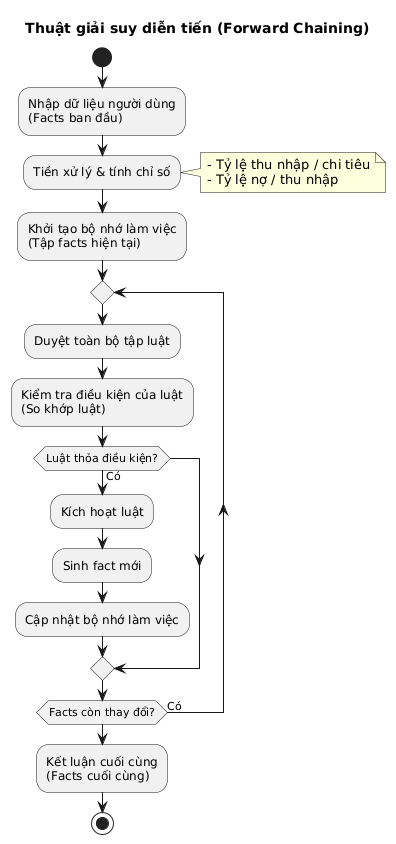 Thuật giải suy diễn tiến (Forward Chaining)
Nhập dữ liệu người dùng
(Facts ban đầu)
Tiền xử lý & tính chỉ số
- Tỷ lệ thu nhập / chi tiêu
- Tỷ lệ nợ / thu nhập
Khởi tạo bộ nhớ làm việc
(Tập facts hiện tại)
Duyệt toàn bộ tập luật
Kiểm tra điều kiện của luật
(So khớp luật)
Luật thỏa điều kiện?
Có
Kích hoạt luật
Sinh fact mới
Cập nhật bộ nhớ làm việc
Facts còn thay đổi?
Có
Kết luận cuối cùng
(Facts cuối cùng)